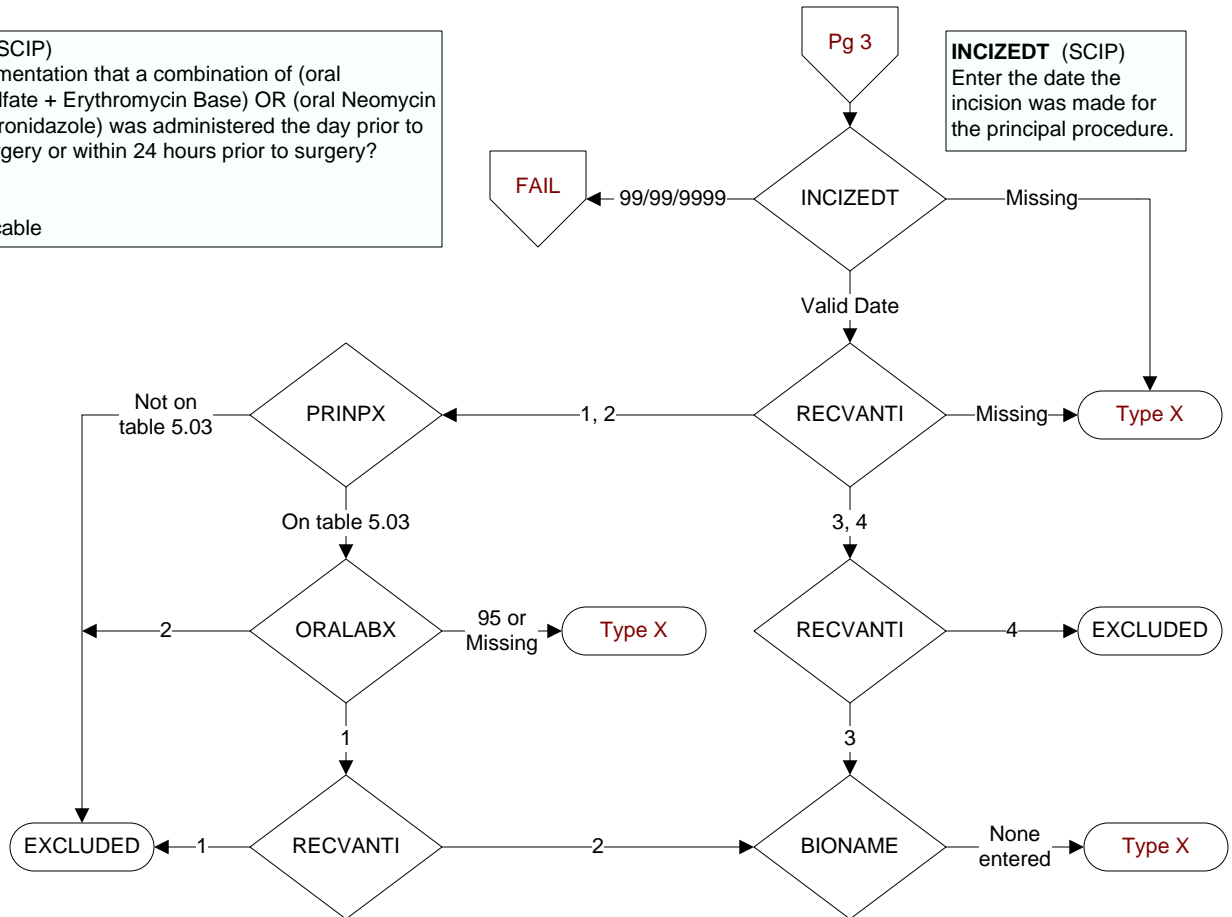 SCIP)
mentation that a combination of (oral
lfate + Erythromycin Base) OR (oral Neomycin
ronidazole) was administered the day prior to
rgery or within 24 hours prior to surgery?
cable
Pg 3
INCIZEDT (SCIP)
Enter the date the
incision was made for
the principal procedure.
FAIL
99/99/9999
INCIZEDT
Missing
Valid Date
Not on
table 5.03
PRINPX
1, 2
RECVANTI
Missing
Type X
On table 5.03
3, 4
2
ORALABX
95 or
Missing
Type X
RECVANTI
4
EXCLUDED
1
3
EXCLUDED
1
RECVANTI
2
BIONAME
None
entered
Type X